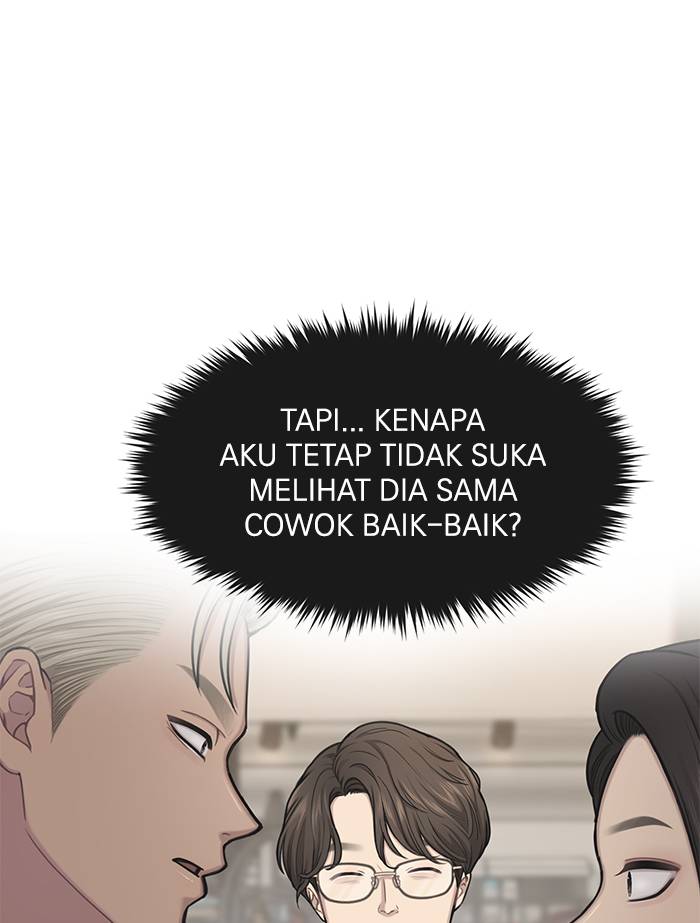 TAPI... KENAPA
AKU TETAP TIDAK SUKA
MELIHAT DIA SAMA
COWOK BAIK-BAIK?